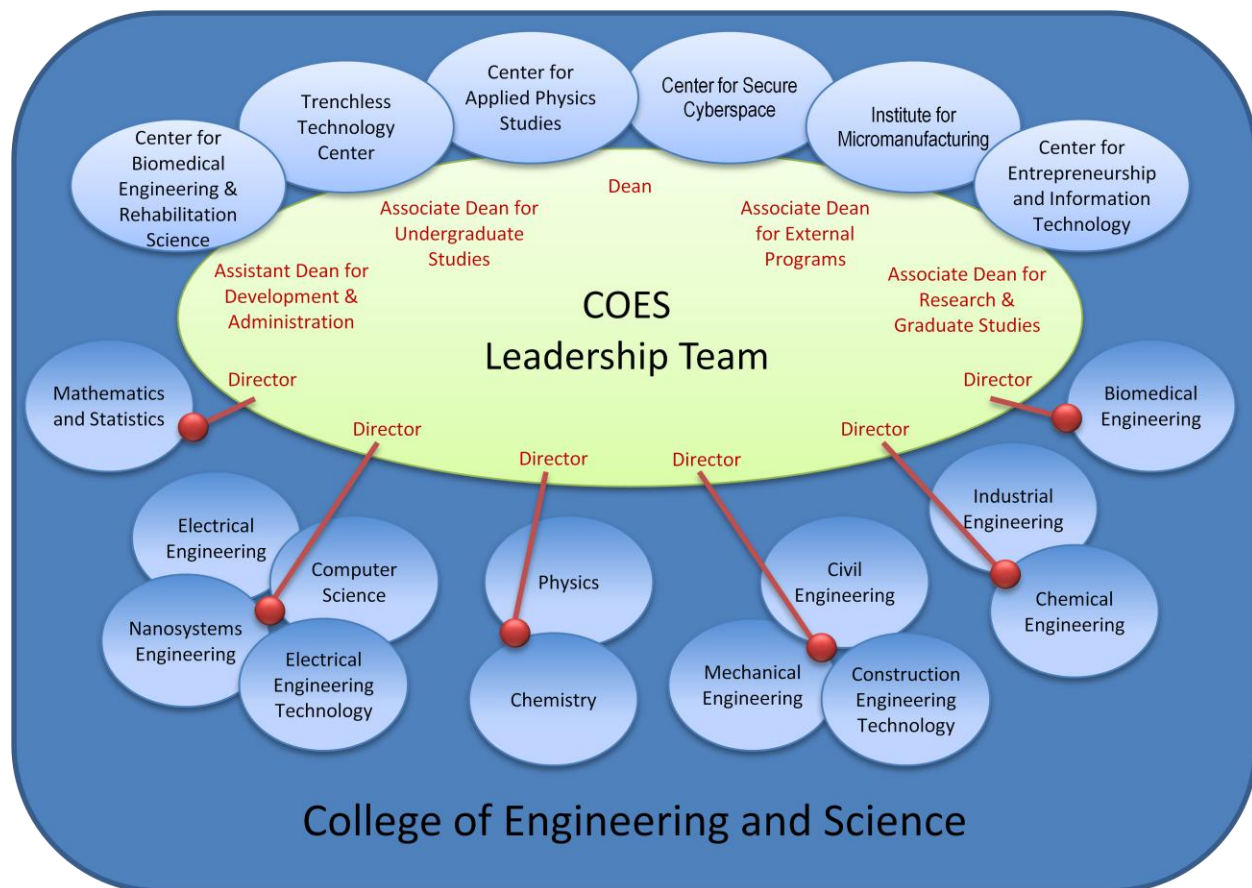 Center for
Biomedical
Engineering &
Rehabilitation
Science
Trenchless
Technology
Center
Center for
Applied Physics
Studies
Center for Secure
Cyberspace
Institute for
Micromanufacturing
Center for
Entrepreneurship
and Information
Technology
Dean
Associate Dean for
Undergraduate
Studies
Associate Dean
for External
Programs
Assistant Dean for
Development &
Administration
Associate Dean for
Research &
Graduate Studies
COES
Leadership Team
Director
Director
Director
Director
Director
Director
Mathematics
and Statistics
Biomedical
Engineering
Electrical
Engineering
Computer
Science
Nanosystems
Engineering
Electrical
Engineering
Technology
Physics
Chemistry
Civil
Engineering
Mechanical
Engineering
Construction
Engineering
Technology
Industrial
Engineering
Chemical
Engineering
College of Engineering and Science